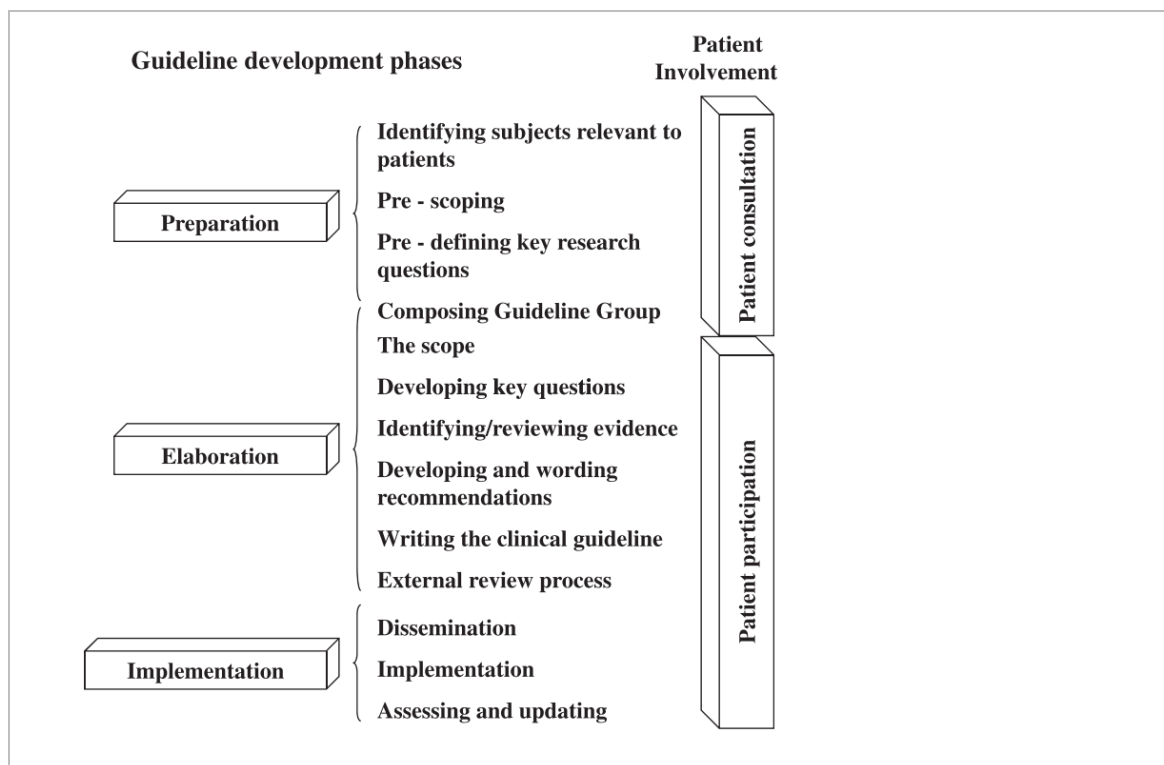 Guideline development phases
Patient
Involvement
Preparation
Identifying subjects relevant to
patients
Pre - scoping
Pre - defining key research
questions
Patient consultation
Elaboration
Composing Guideline Group
The scope
Developing key questions
Identifying/reviewing evidence
Developing and wording
recommendations
Writing the clinical guideline
External review process
Implementation
Dissemination
Implementation
Assessing and updating
Patient participation